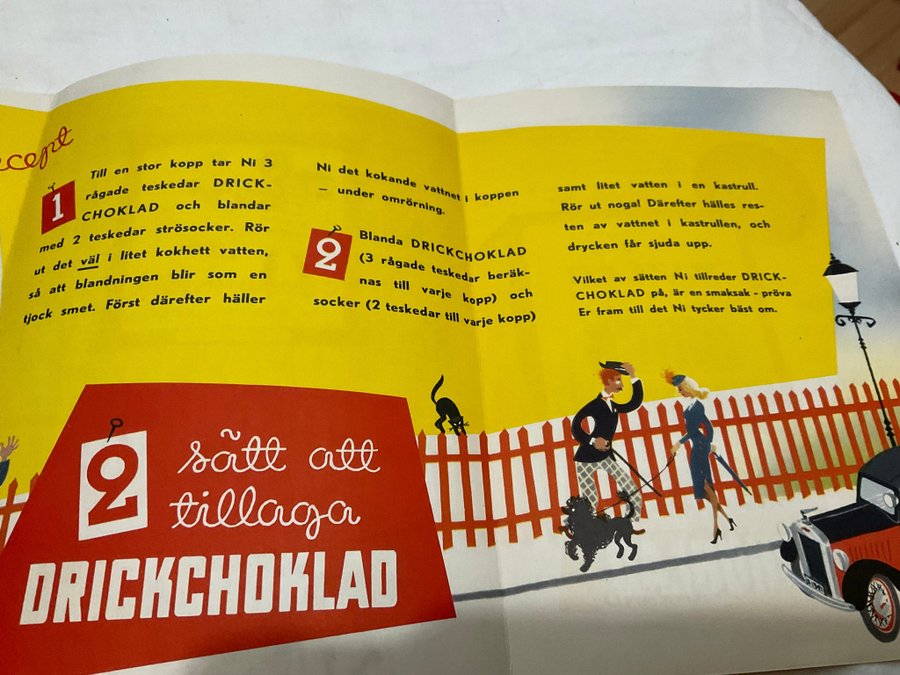 Till en stor kopp tar Ni 3
1 rågade teskedar DRICK-
CHOKLAD och blandar
med 2 teskedar strösocker. Rör
ut det väl i litet kokhett vatten,
så att blandningen blir som en
tjock smet. Först därefter häller
Ni det kokande vattnet i koppen
– under omrörning.
2 Blanda DRICKCHOKLAD
(3 rågade teskedar beräk-
nas till varje kopp) och
socker (2 teskedar till varje kopp)
samt litet vatten i en kastrull.
Rör ut noga! Därefter hälles res-
ten av vattnet i kastrullen, och
drycken får sjuda upp.
Vilket av sätten Ni tillreder DRICK-
CHOKLAD på, är en smaksak - pröva
Er fram till det Ni tycker bäst om.
2 sätt att
tillaga
DRICKCHOKLAD